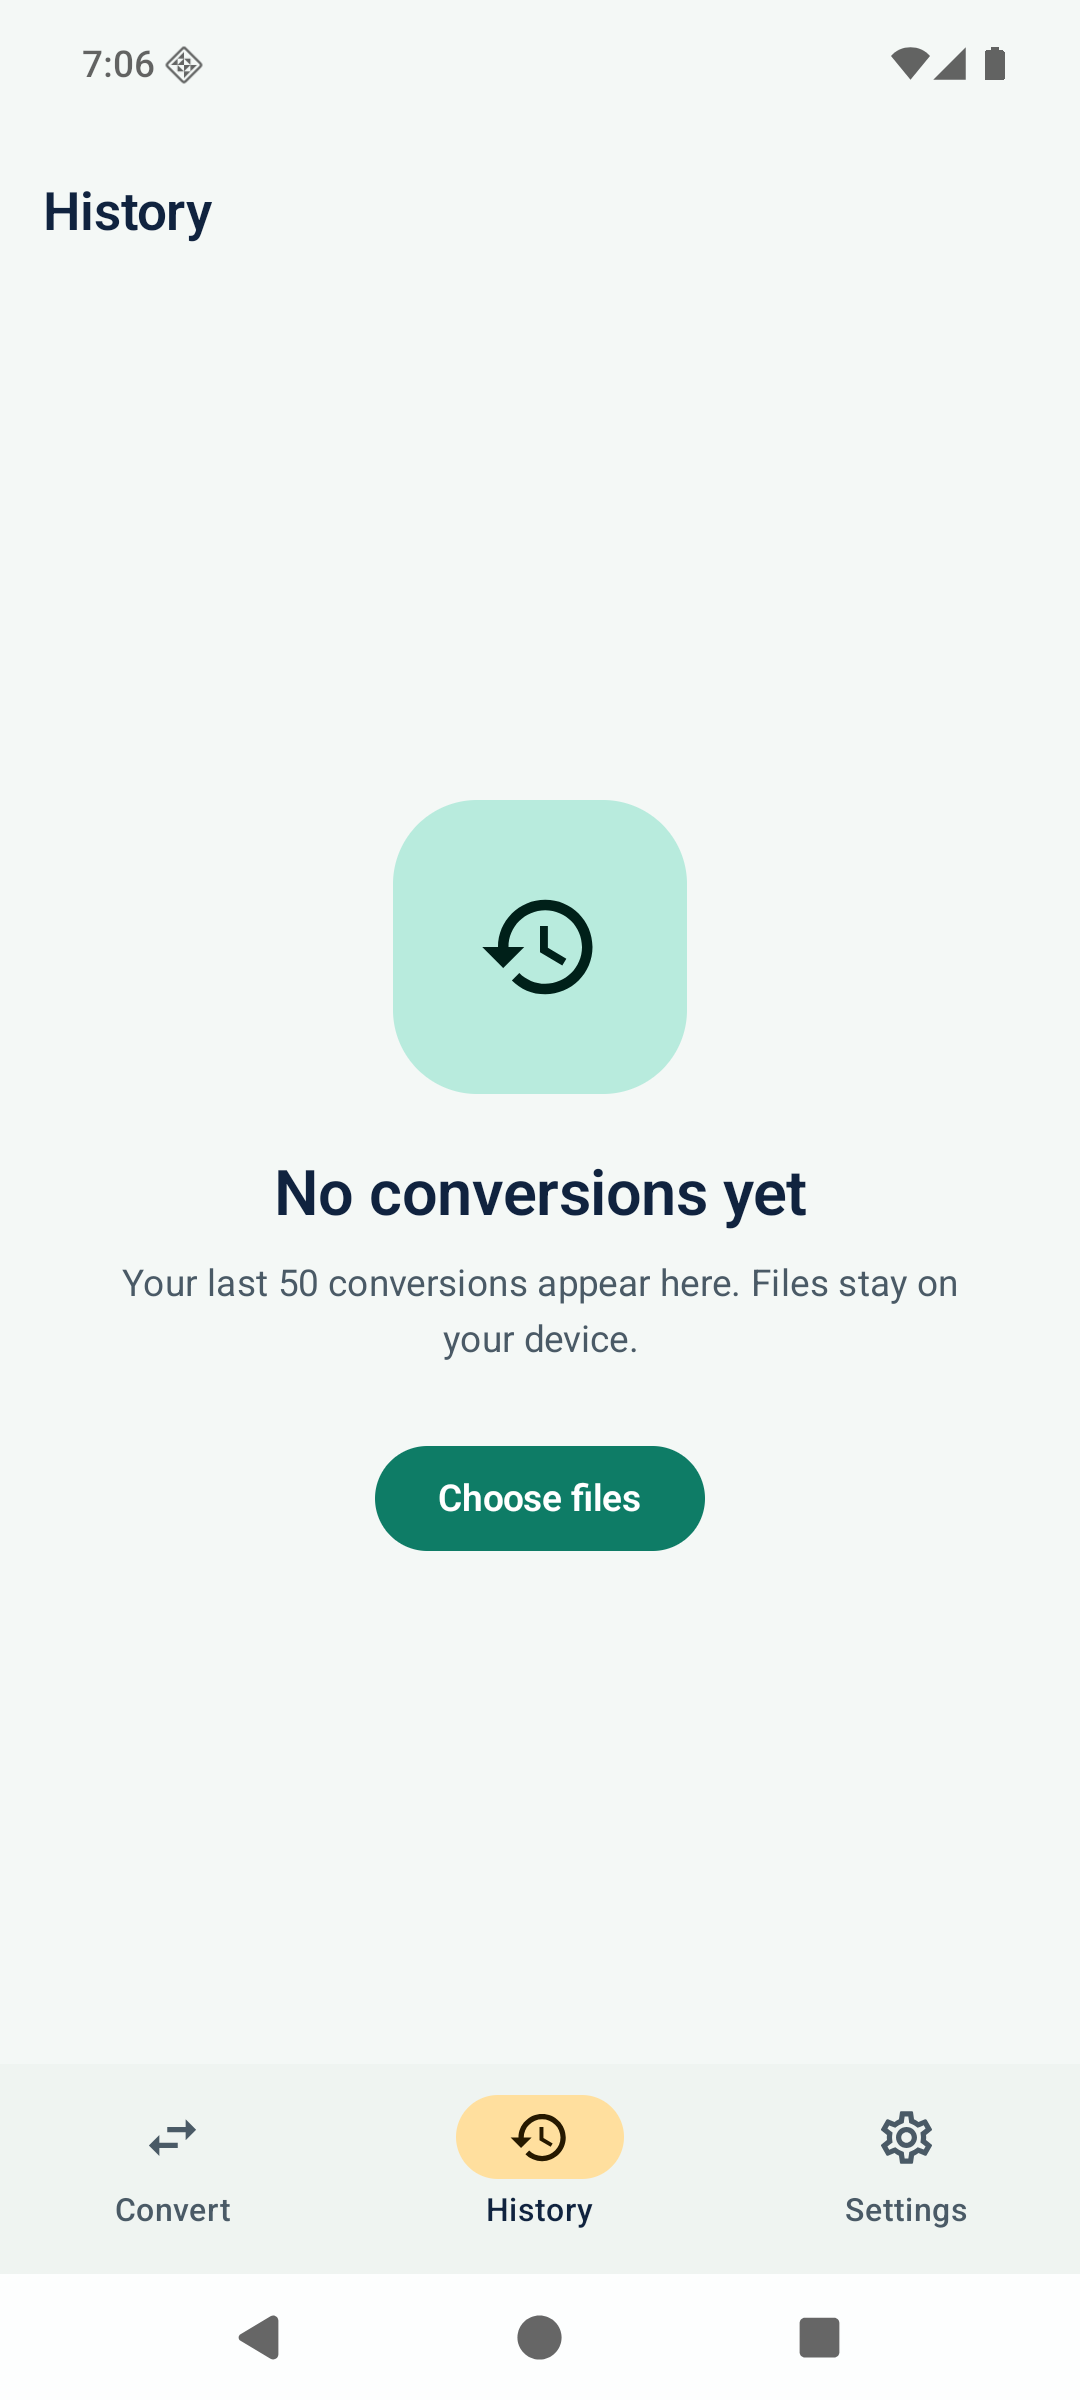 7:06
History
No conversions yet
Your last 50 conversions appear here. Files stay on
your device.
Choose files
Convert
History
Settings